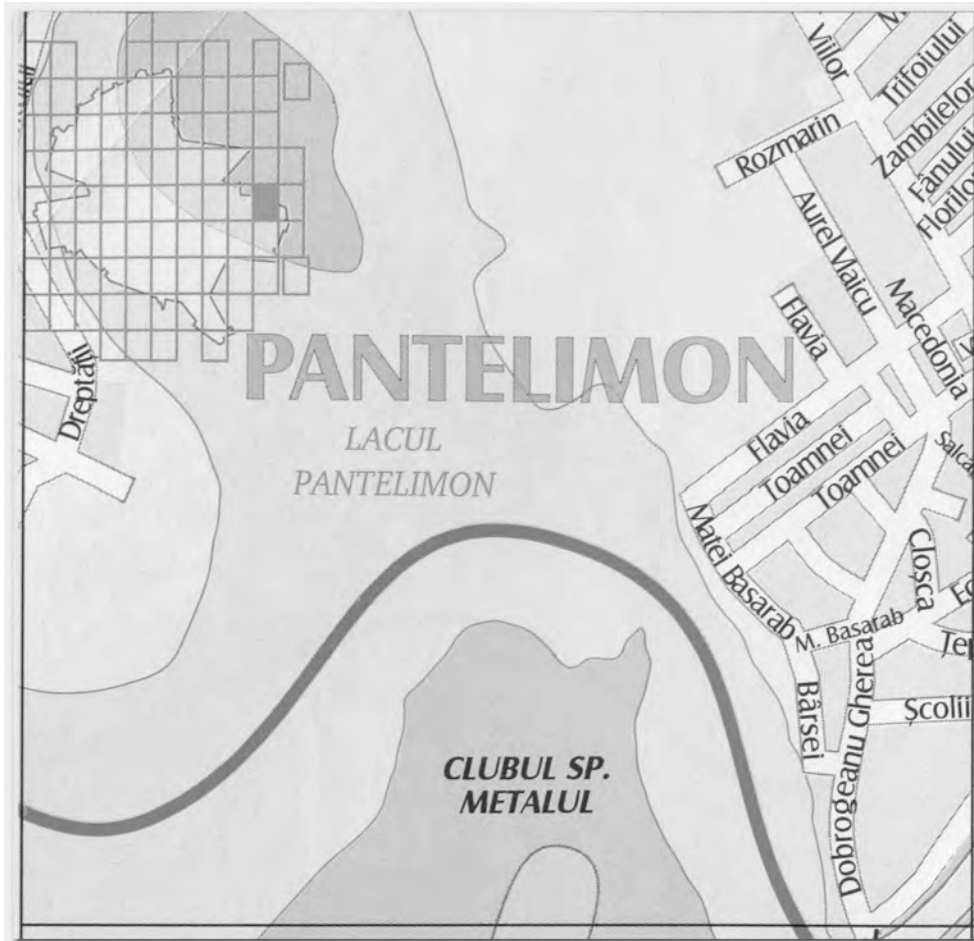 Viilor
Trifoiului
Zambilelor
Rozmarin
Fânului
Aurel Vlaicu
Macedonia
Flavia
Dreptății
PANTELIMON
LACUL
PANTELIMON
Flavia
Toamnei
Toamnei
Matei Basarab
Cloșca
M. Basarab
Bârsei
Dobrogeanu Gherea
Școlii
CLUBUL SP.
METALUL